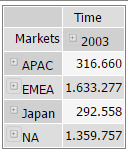 Time
Markets 2003
APAC 316.660
EMEA 1.633.277
Japan 292.558
NA 1.359.757